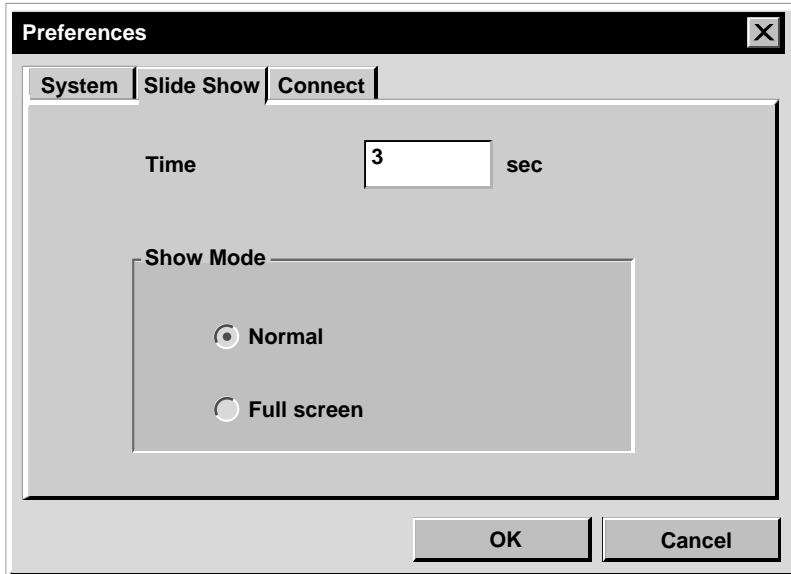 Preferences
System Slide Show Connect
Time 3 sec
Show Mode
Normal
Full screen
OK Cancel